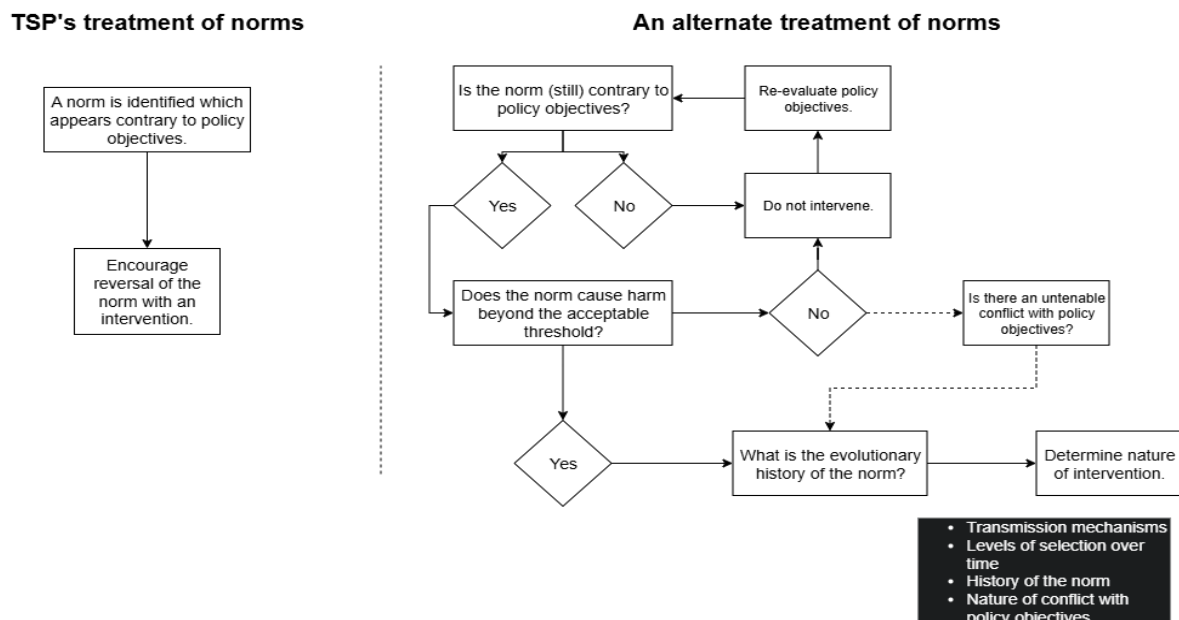 TSP's treatment of norms
A norm is identified which
appears contrary to policy
objectives.
Encourage
reversal of the
norm with an
intervention.
An alternate treatment of norms
Is the norm (still) contrary to
policy objectives?
Re-evaluate policy
objectives.
Yes
No
Do not intervene.
Does the norm cause harm
beyond the acceptable
threshold?
No
Is there an untenable
conflict with policy
objectives?
Yes
What is the evolutionary
history of the norm?
Determine nature
of intervention.
• Transmission mechanisms
• Levels of selection over
time
• History of the norm
• Nature of conflict with
policy objectives